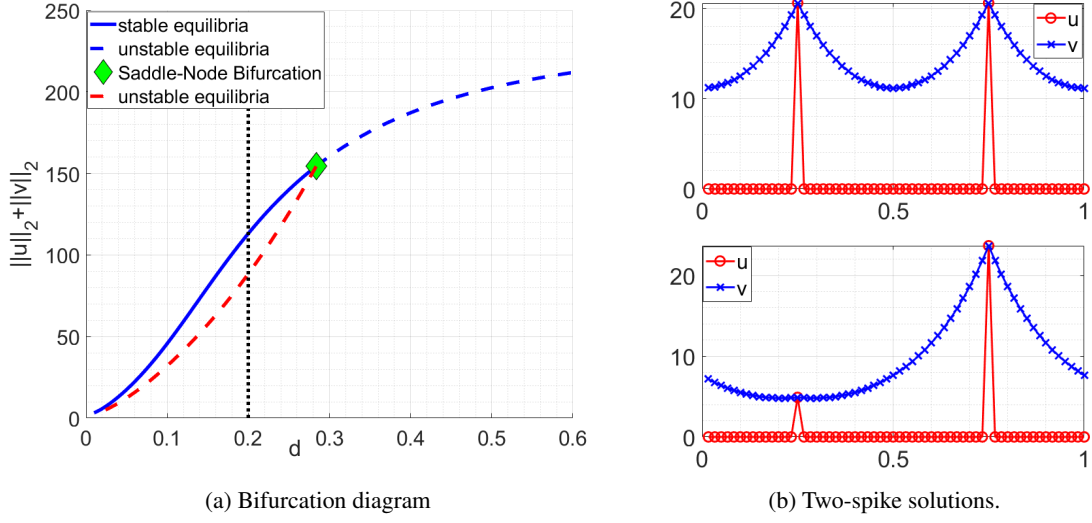 250
200
150
100
50
0
||u||₂+||v||₂
stable equilibria
unstable equilibria
Saddle-Node Bifurcation
unstable equilibria
0 0.1 0.2 0.3 0.4 0.5 0.6
d
(a) Bifurcation diagram
20
10
0
u
v
0 0.5 1
20
10
0
u
v
0 0.5 1
(b) Two-spike solutions.